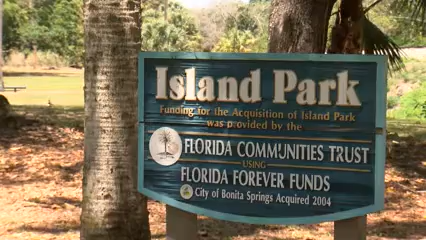 Island Park
Funding for the Acquisition of Island Park
was provided by the
FLORIDA COMMUNITIES TRUST
USING
FLORIDA FOREVER FUNDS
City of Bonita Springs Acquired 2004